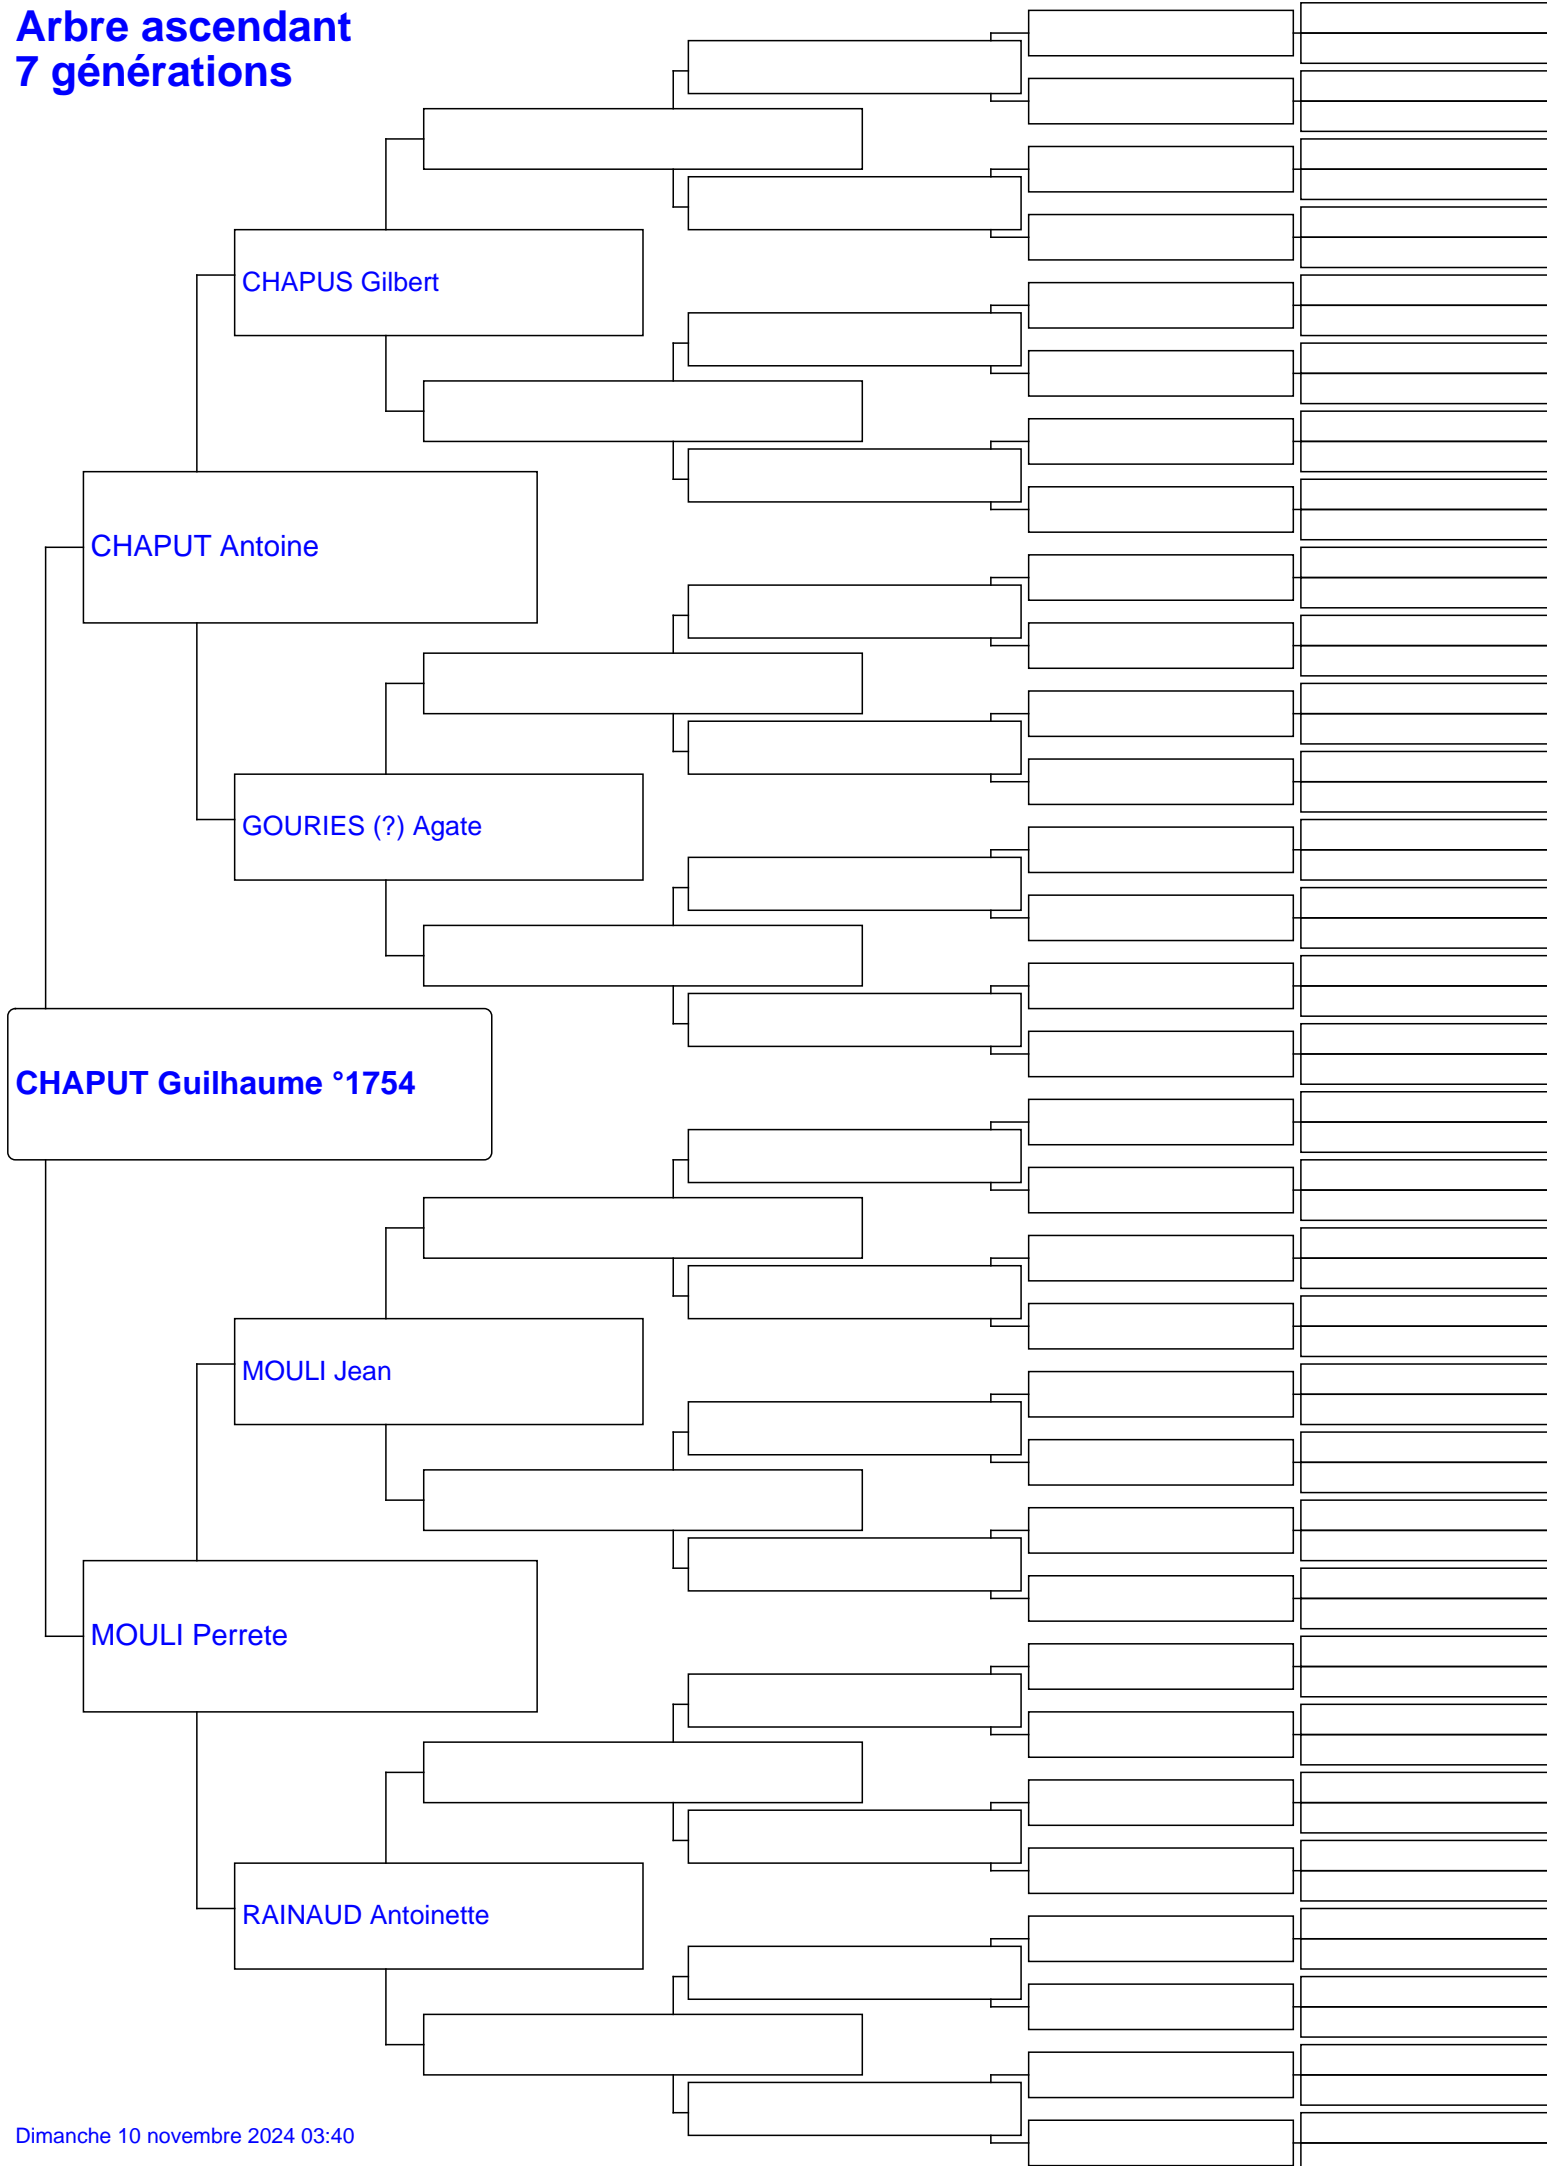 Arbre ascendant
7 générations
CHAPUS Gilbert
CHAPUT Antoine
GOURIES (?) Agate
CHAPUT Guilhaume °1754
MOULI Jean
MOULI Perrete
RAINAUD Antoinette
Dimanche 10 novembre 2024 03:40